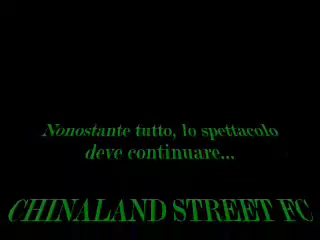 Nonostante tutto, lo spettacolo
deve continuare...
CHINALAND STREET FC